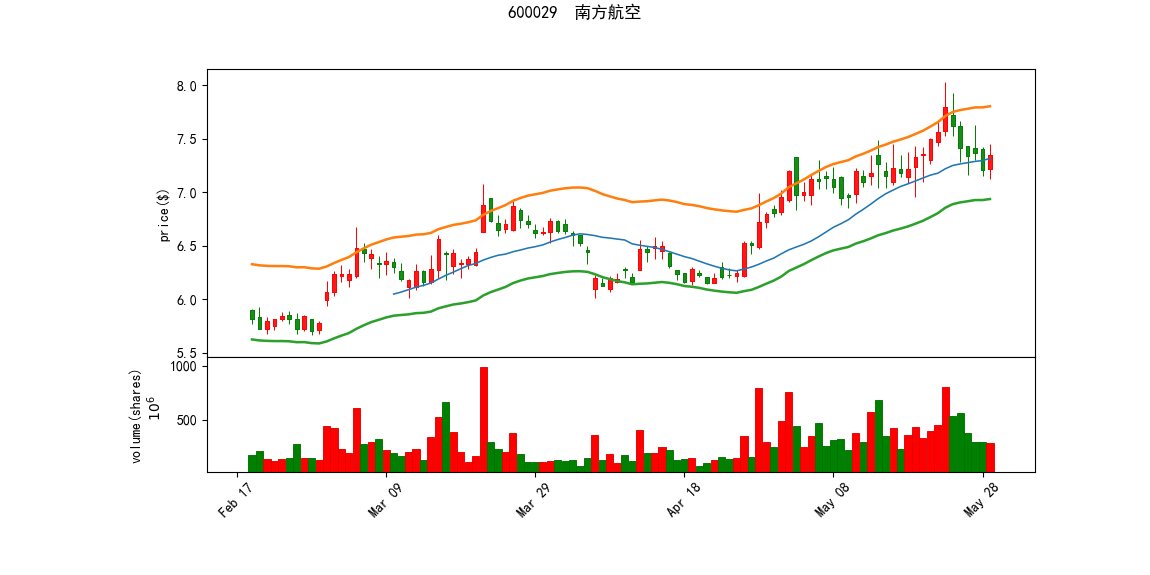 600029 南方航空
8.0
7.5
7.0
6.5
6.0
5.5
price($)
1000
500
volume(shares)
10^6
Feb 17
Mar 09
Mar 29
Apr 18
May 08
May 28